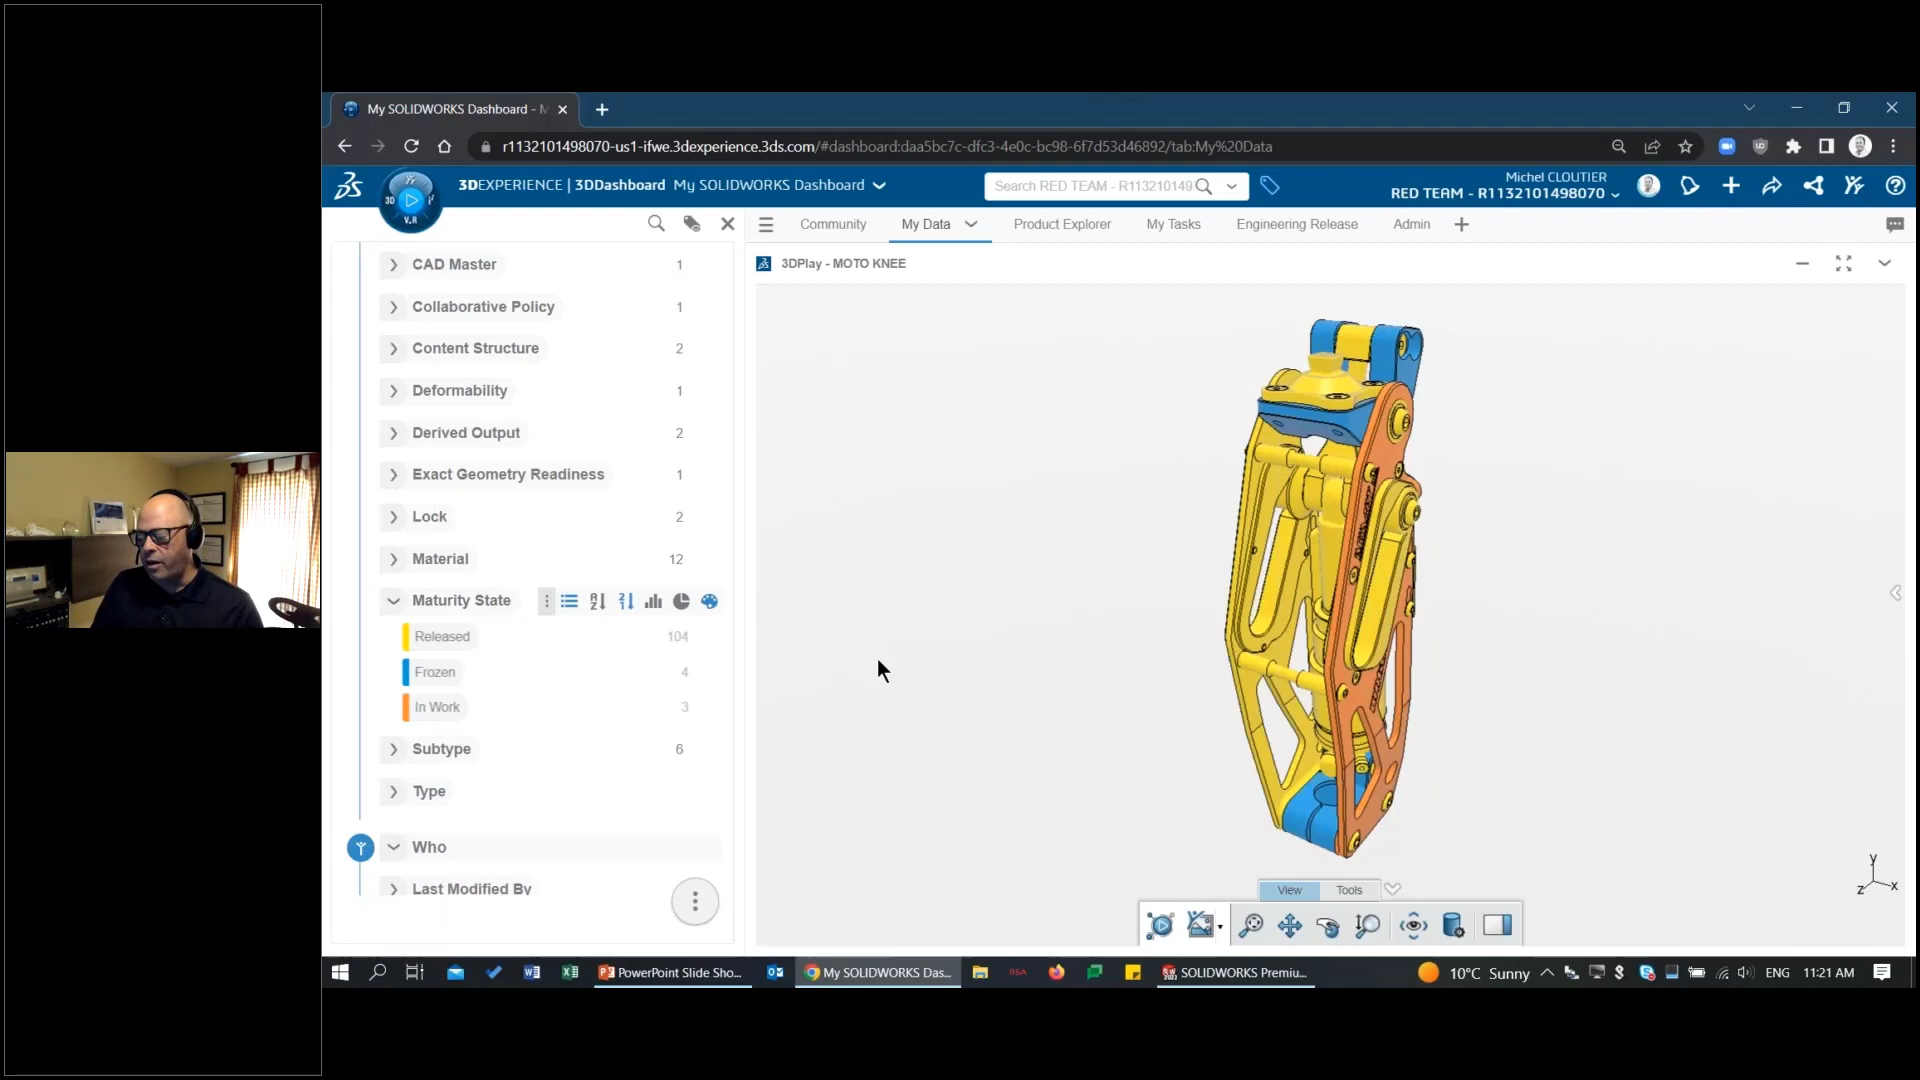 My SOLIDWORKS Dashboard - M
r1132101498070-us1-ifwe.3dexperience.3ds.com/#dashboard:daa5bc7c-dfc3-4e0c-bc98-6f7d53d46892/tab:My%20Data
3D
V.R
3DEXPERIENCE | 3DDashboard My SOLIDWORKS Dashboard
Search RED TEAM - R113210149
Michel CLOUTIER
RED TEAM - R1132101498070
Community
My Data
Product Explorer
My Tasks
Engineering Release
Admin
3DPlay - MOTO KNEE
CAD Master 1
Collaborative Policy 1
Content Structure 2
Deformability 1
Derived Output 2
Exact Geometry Readiness 1
Lock 2
Material 12
Maturity State
Released 104
Frozen 4
In Work 3
Subtype 6
Type
Who
Last Modified By
View
Tools
y
z
x
PowerPoint Slide Sho...
My SOLIDWORKS Das...
SOLIDWORKS Premiu...
10°C Sunny
ENG
11:21 AM